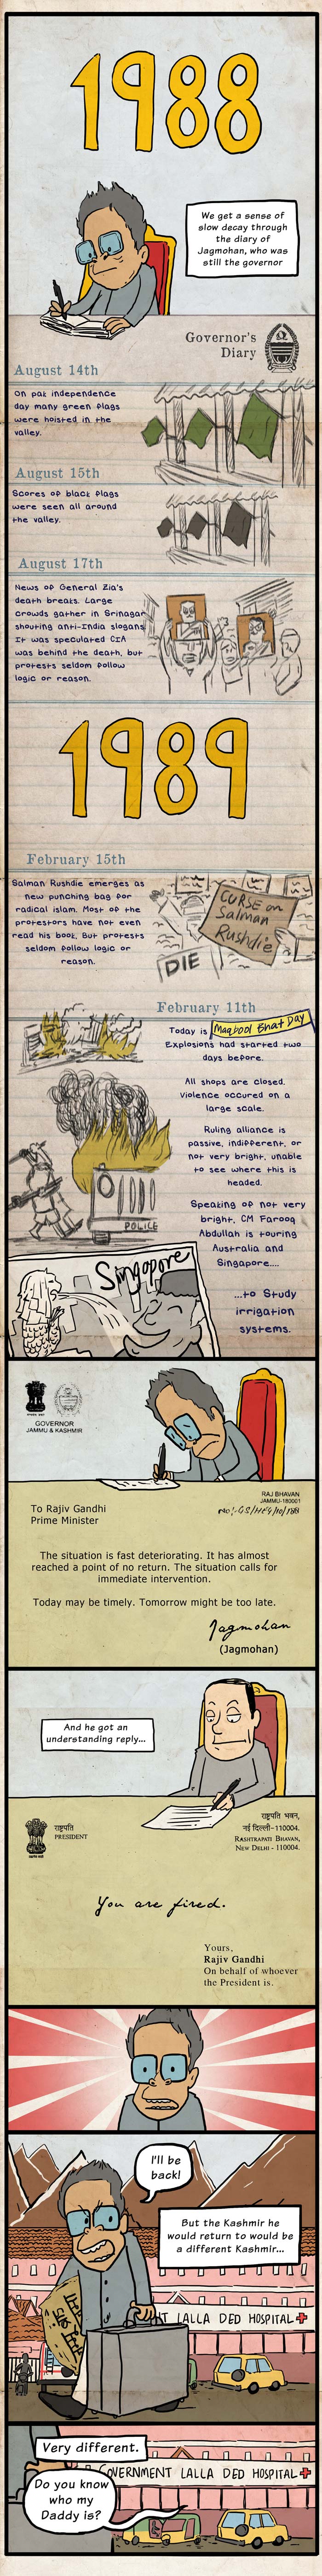 1988
We get a sense of
slow decay through
the diary of
Jagmohan, who was
still the governor
Governor's
Diary
August 14th
On pak independence
day many green flags
were hoisted in the
valley.
August 15th
Scores of black flags
were seen all around
the valley.
August 17th
News of General Zia's
death breaks. Large
crowds gather in Srinagar
shouting anti-India slogans
It was speculated CIA
was behind the death, but
protests seldom follow
logic or reason.
1989
February 15th
Salman Rushdie emerges as
new punching bag for
radical islam. Most of the
protestors have not even
read his book. But protests
seldom follow logic or
reason.
CURSE on
Salman
Rushdie
DIE
February 11th
Today is Maqbool Bhat Day
Explosions had started two
days before.
All shops are closed.
Violence occured on a
large scale.
Ruling alliance is
passive, indifferent, or
not very bright, unable
to see where this is
headed.
POLICE
Speaking of not very
bright, CM Farooq
Abdullah is touring
Australia and
Singapore....
Singapore
...to Study
irrigation
systems.
GOVERNOR
JAMMU & KASHMIR
RAJ BHAVAN
JAMMU-180001
To Rajiv Gandhi
Prime Minister
The situation is fast deteriorating. It has almost
reached a point of no return. The situation calls for
immediate intervention.
Today may be timely. Tomorrow might be too late.
Jagmohan
(Jagmohan)
And he got an
understanding reply...
राष्ट्रपति
PRESIDENT
राष्ट्रपति भवन,
नई दिल्ली-110004.
RASHTRAPATI BHAVAN,
NEW DELHI - 110004.
You are fired.
Yours,
Rajiv Gandhi
On behalf of whoever
the President is.
I'll be
back!
But the Kashmir he
would return to would be
a different Kashmir...
T LALLA DED HOSPITAL
Very different.
GOVERNMENT LALLA DED HOSPITAL
Do you know
who my
Daddy is?